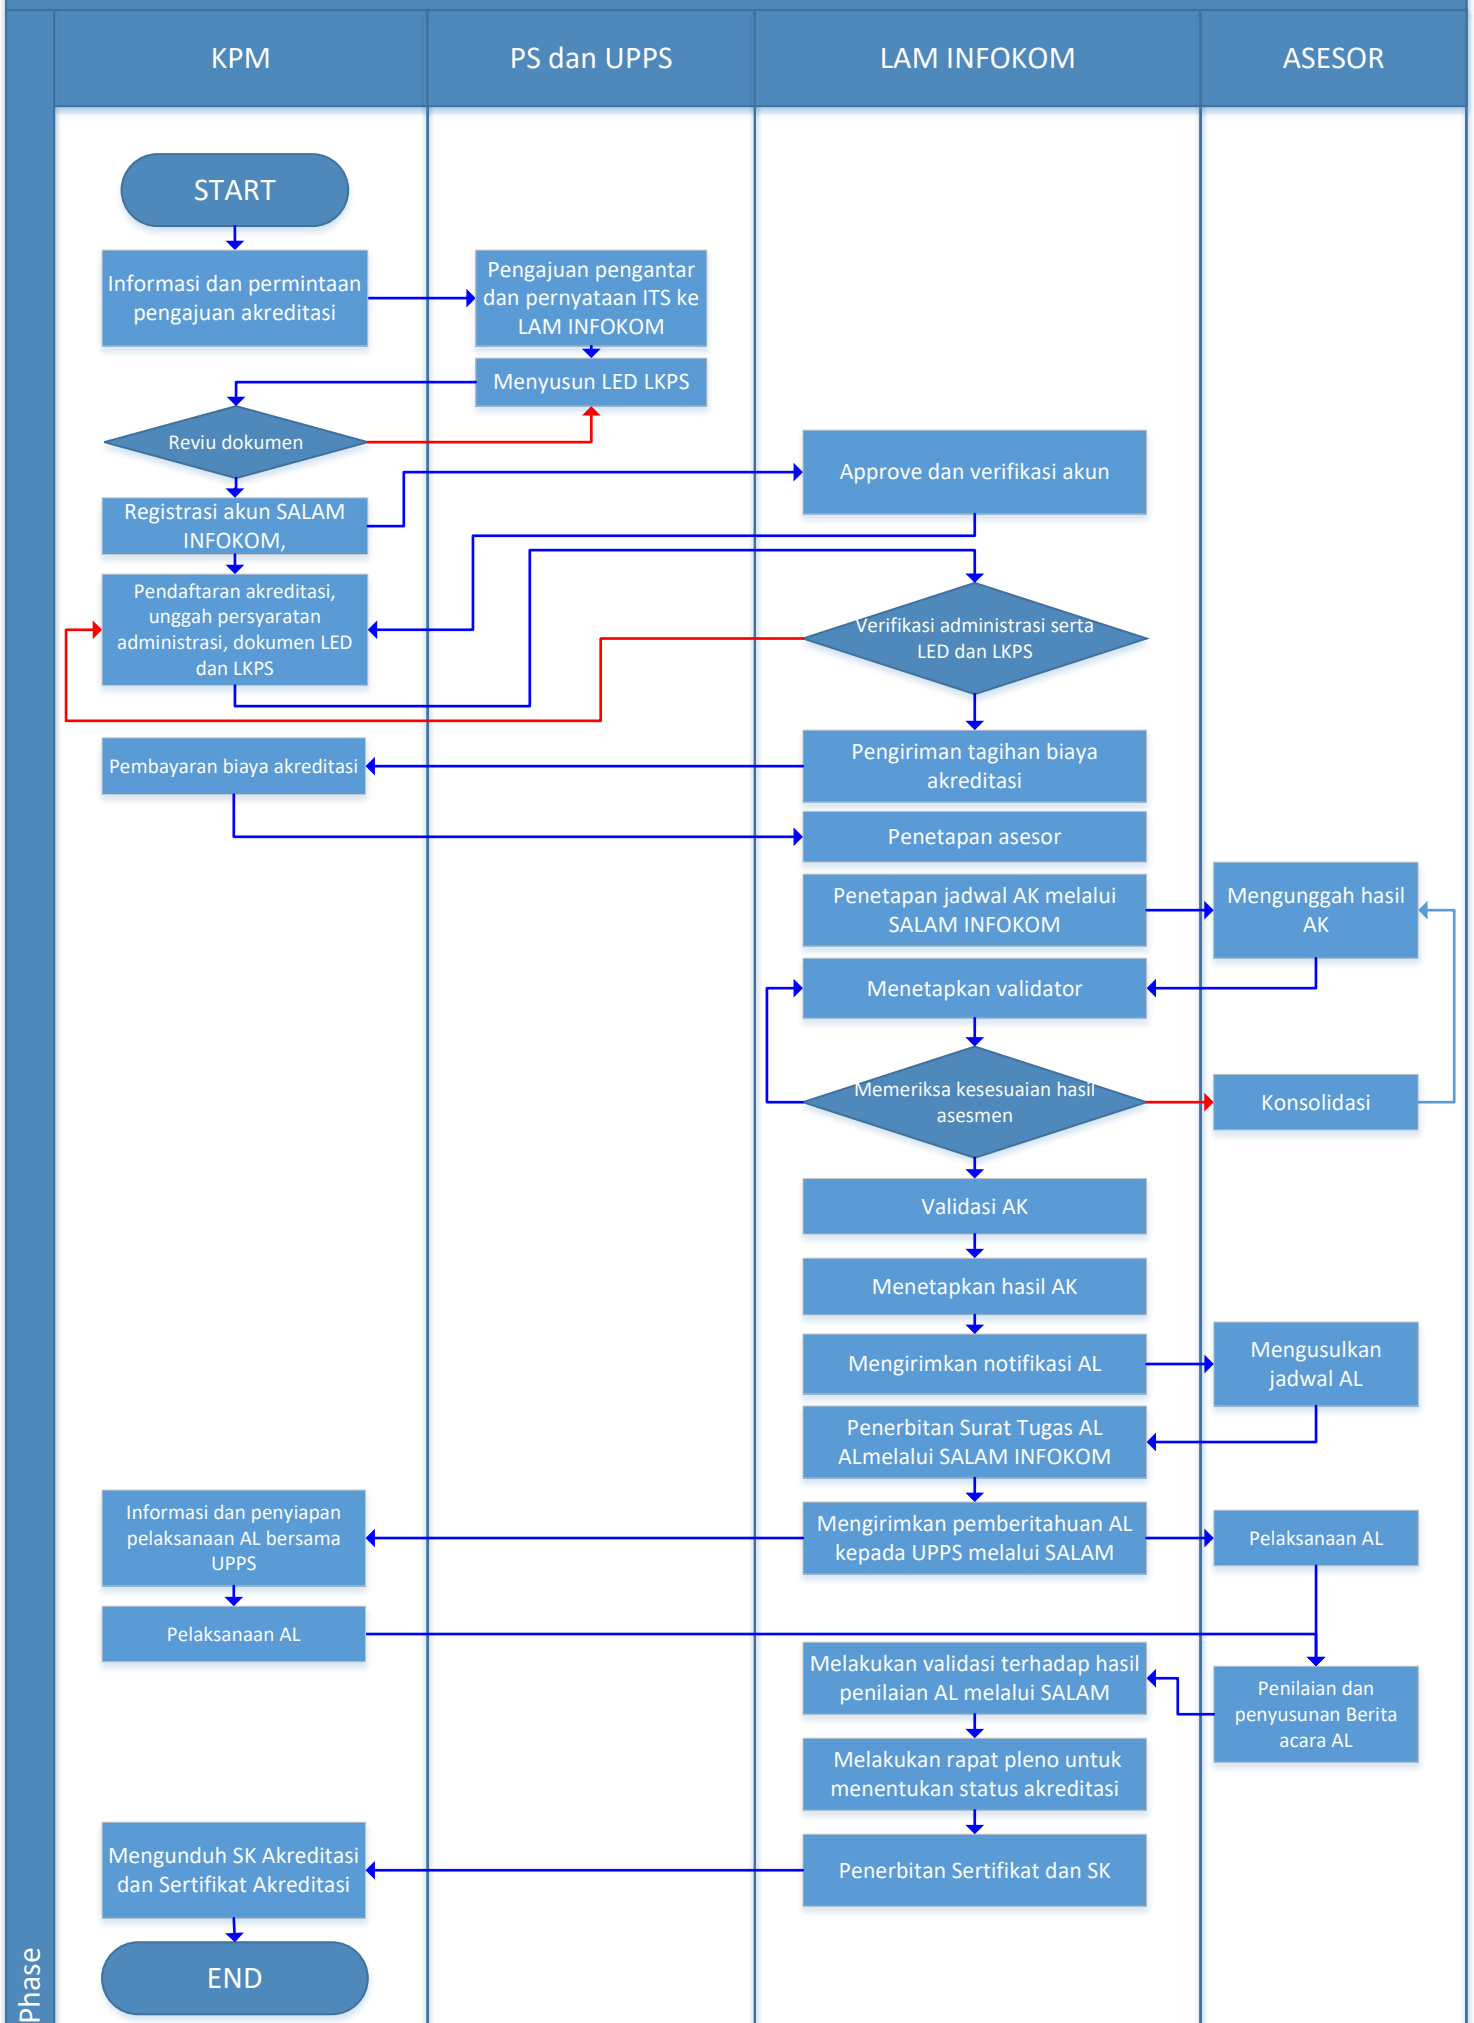 KPM
PS dan UPPS
LAM INFOKOM
ASESOR
START
Informasi dan permintaan
pengajuan akreditasi
Pengajuan pengantar
dan pernyataan ITS ke
LAM INFOKOM
Menyusun LED LKPS
Reviu dokumen
Approve dan verifikasi akun
Registrasi akun SALAM
INFOKOM,
Pendaftaran akreditasi,
unggah persyaratan
administrasi, dokumen LED
dan LKPS
Verifikasi administrasi serta
LED dan LKPS
Pengiriman tagihan biaya
akreditasi
Pembayaran biaya akreditasi
Penetapan asesor
Penetapan jadwal AK melalui
SALAM INFOKOM
Mengunggah hasil
AK
Menetapkan validator
Memeriksa kesesuaian hasil
asesmen
Konsolidasi
Validasi AK
Menetapkan hasil AK
Mengirimkan notifikasi AL
Mengusulkan
jadwal AL
Penerbitan Surat Tugas AL
ALmelalui SALAM INFOKOM
Informasi dan penyiapan
pelaksanaan AL bersama
UPPS
Mengirimkan pemberitahuan AL
kepada UPPS melalui SALAM
Pelaksanaan AL
Pelaksanaan AL
Melakukan validasi terhadap hasil
penilaian AL melalui SALAM
Penilaian dan
penyusunan Berita
acara AL
Melakukan rapat pleno untuk
menentukan status akreditasi
Mengunduh SK Akreditasi
dan Sertifikat Akreditasi
Penerbitan Sertifikat dan SK
END
Phase